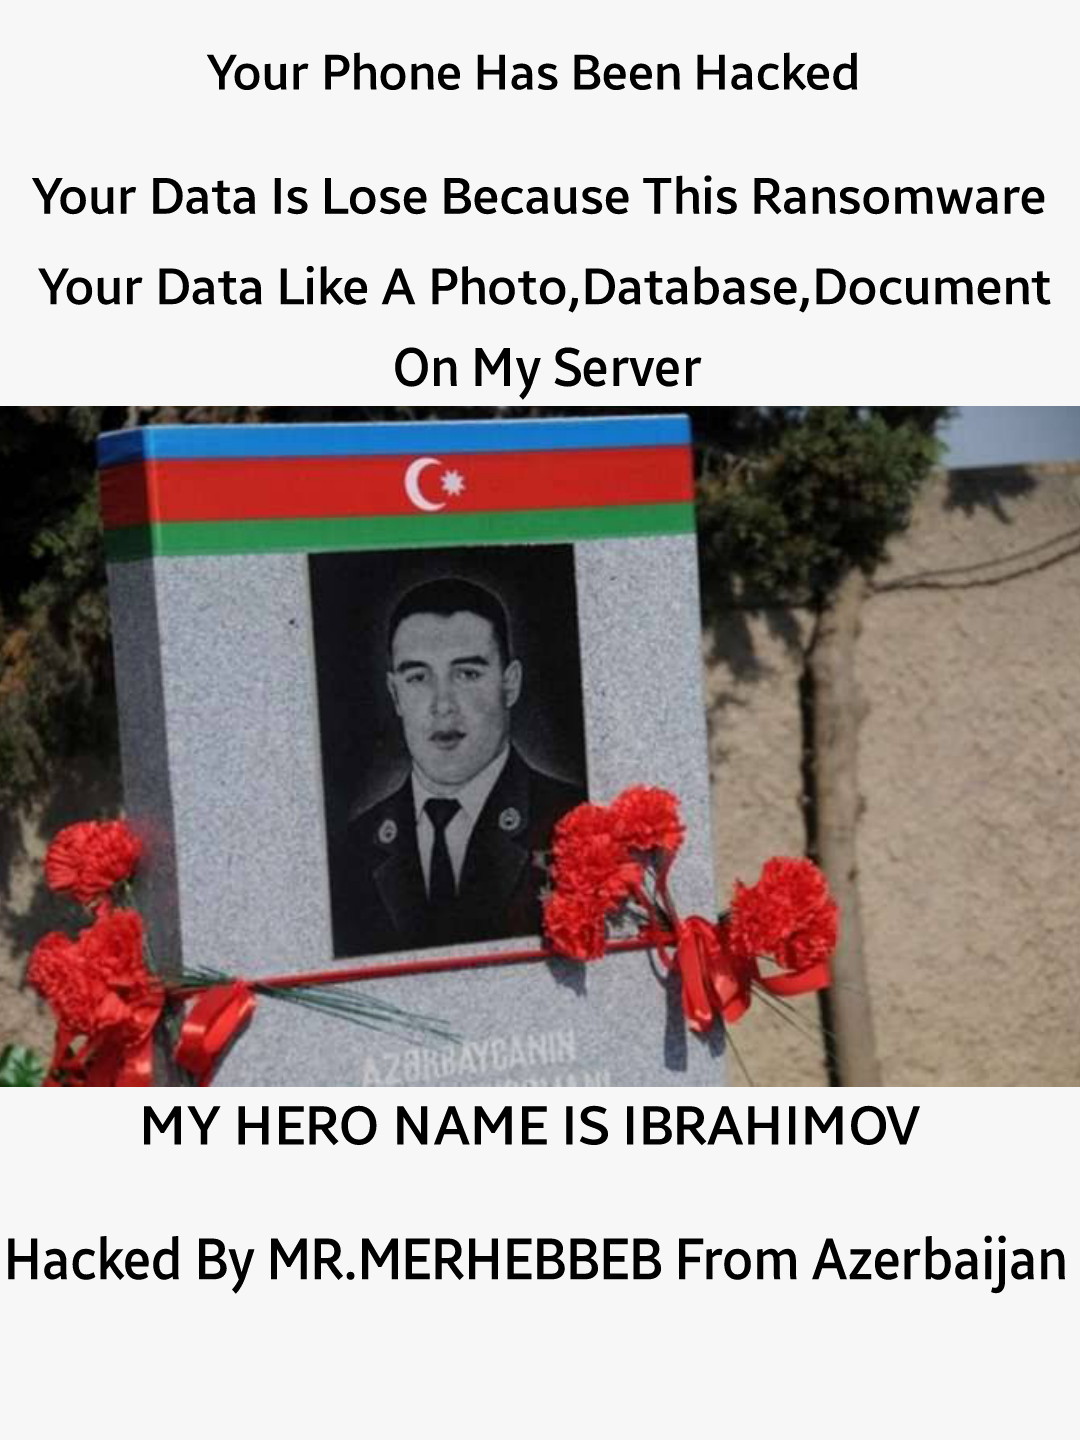 Your Phone Has Been Hacked
Your Data Is Lose Because This Ransomware
Your Data Like A Photo,Database,Document
On My Server
AZƏRBAYCANIN
MY HERO NAME IS IBRAHIMOV
Hacked By MR.MERHEBBEB From Azerbaijan